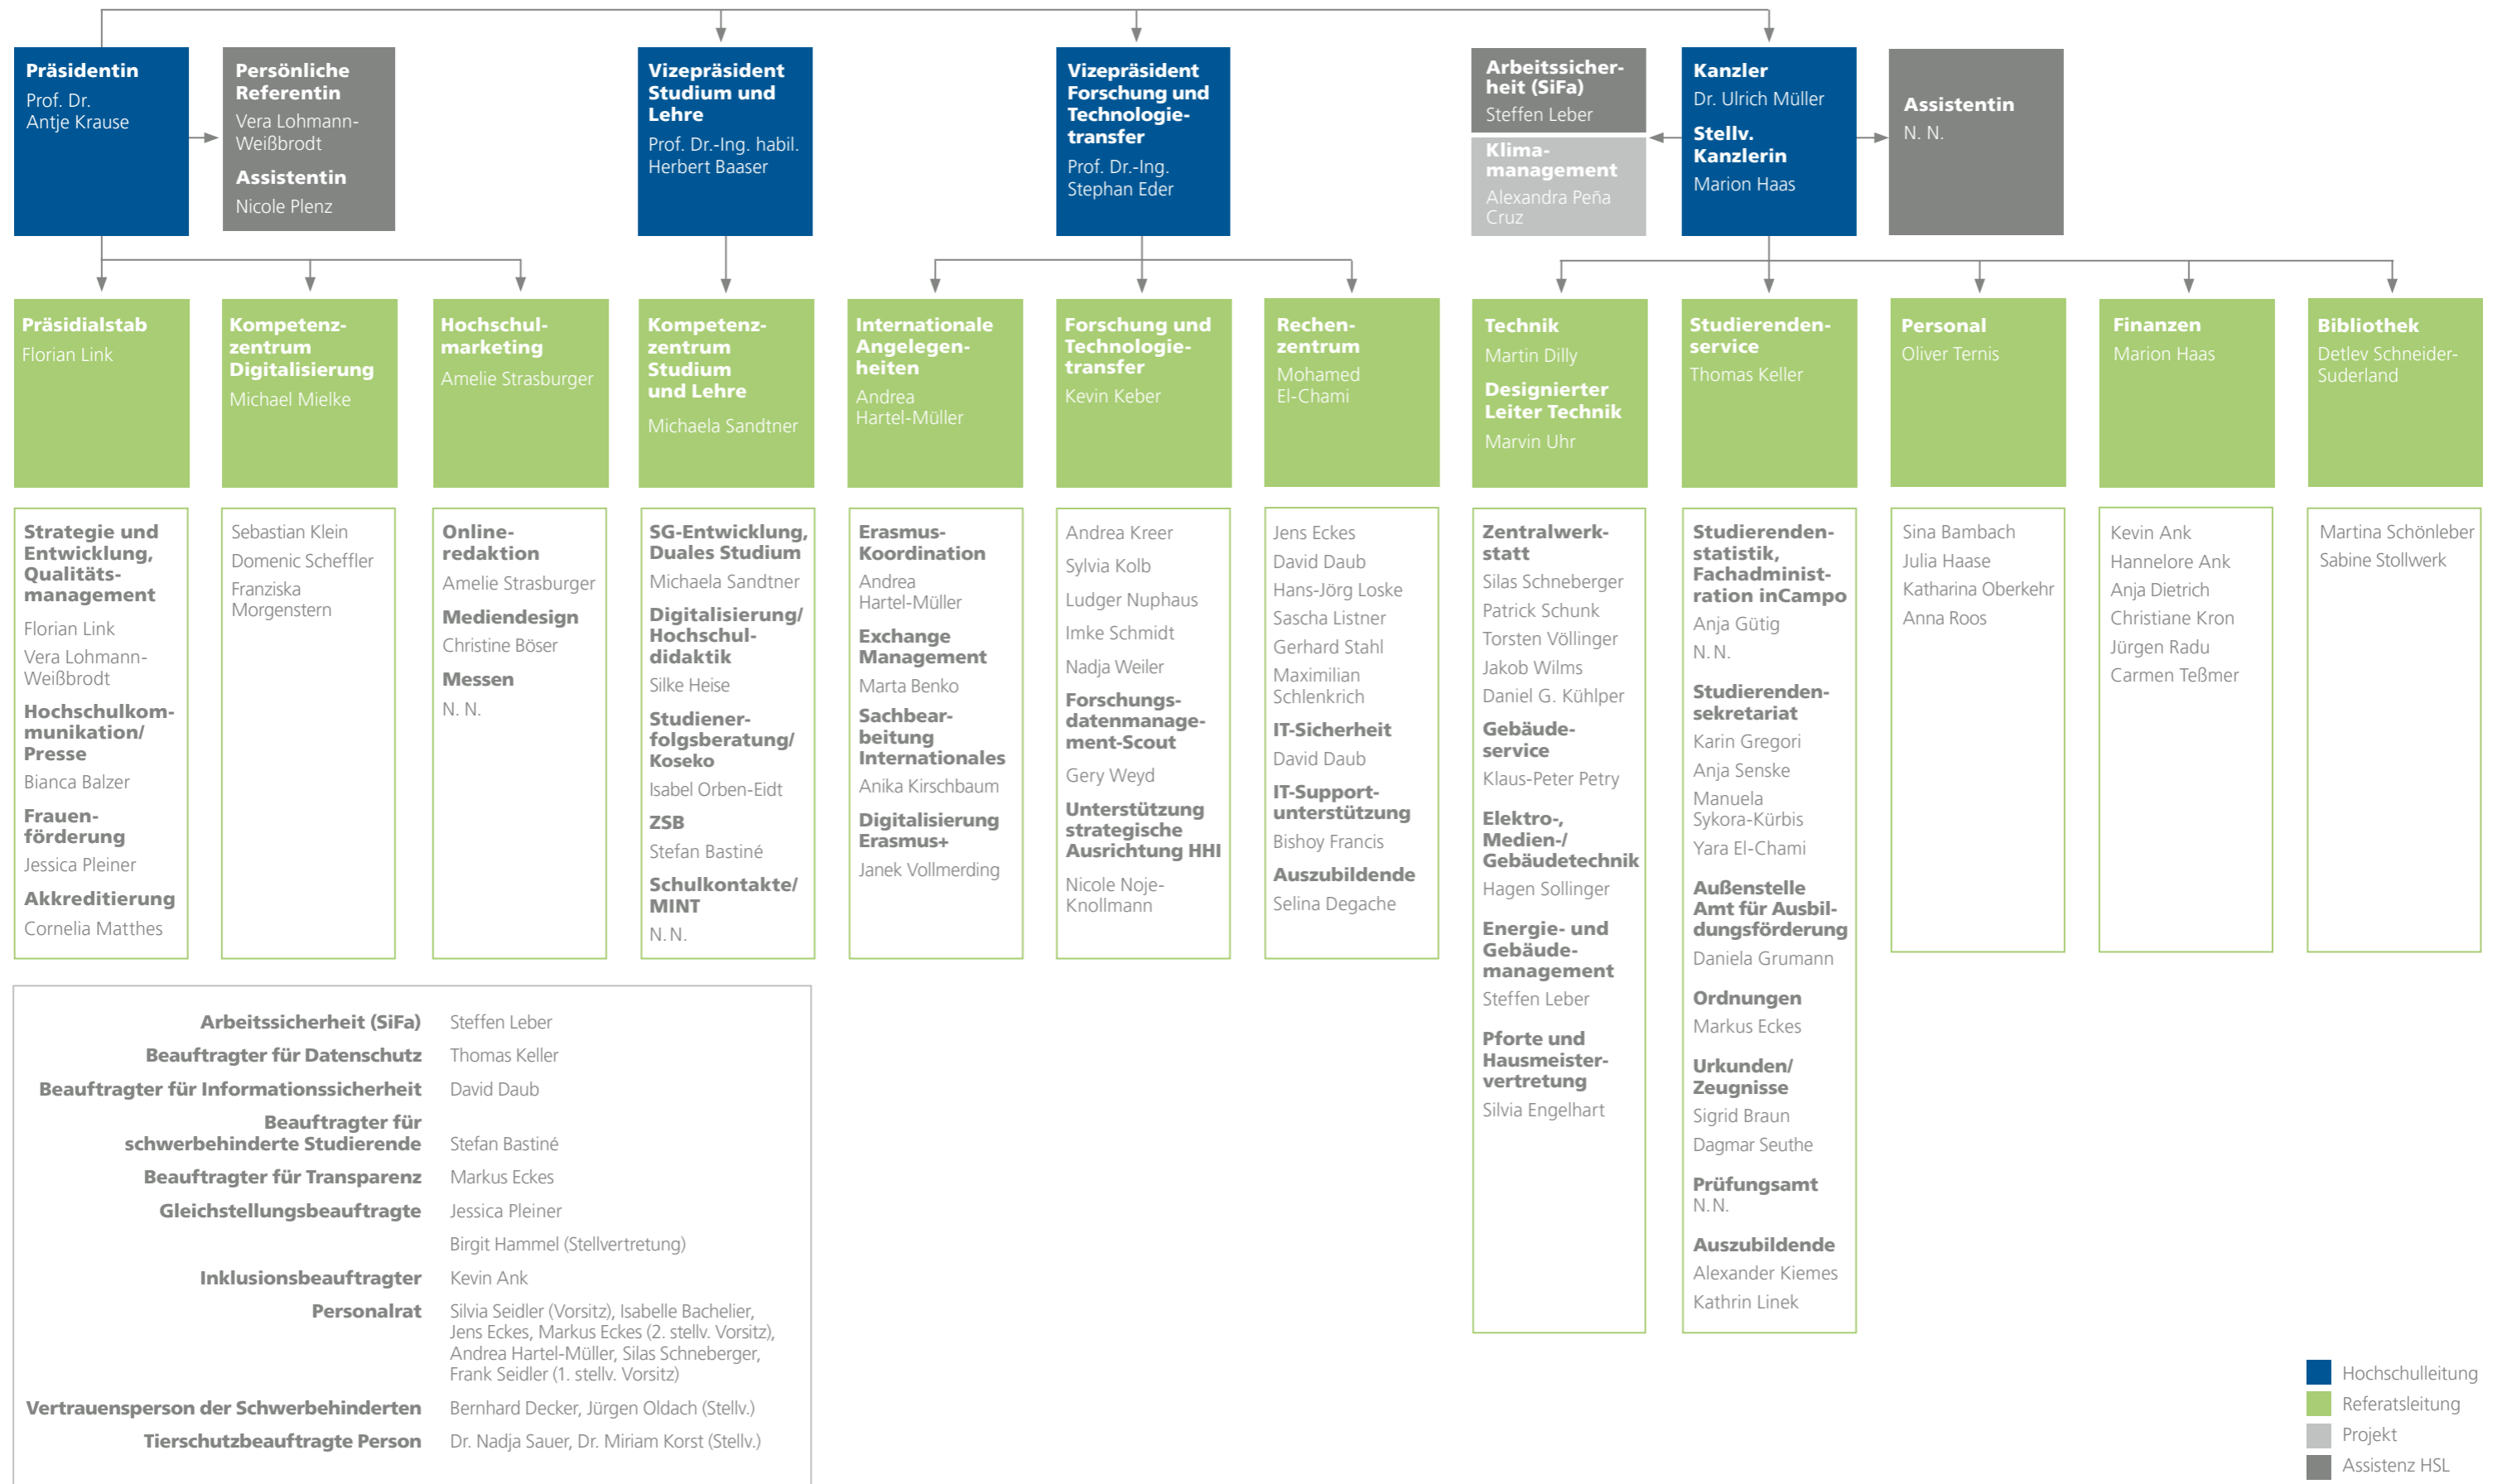 Präsidentin
Prof. Dr.
Antje Krause
Persönliche
Referentin
Vera Lohmann-
Weißbrodt
Assistentin
Nicole Plenz
Vizepräsident
Studium und
Lehre
Prof. Dr.-Ing. habil.
Herbert Baaser
Vizepräsident
Forschung und
Technologie-
transfer
Prof. Dr.-Ing.
Stephan Eder
Arbeitssicher-
heit (SiFa)
Steffen Leber
Klima-
management
Alexandra Peña
Cruz
Kanzler
Dr. Ulrich Müller
Stellv.
Kanzlerin
Marion Haas
Assistentin
N. N.
Präsidialstab
Florian Link
Kompetenz-
zentrum
Digitalisierung
Michael Mielke
Hochschul-
marketing
Amelie Strasburger
Kompetenz-
zentrum
Studium
und Lehre
Michaela Sandtner
Internationale
Angelegen-
heiten
Andrea
Hartel-Müller
Forschung und
Technologie-
transfer
Kevin Keber
Rechen-
zentrum
Mohamed
El-Chami
Technik
Martin Dilly
Designierter
Leiter Technik
Marvin Uhr
Studierenden-
service
Thomas Keller
Personal
Oliver Ternis
Finanzen
Marion Haas
Bibliothek
Detlev Schneider-
Suderland
Strategie und
Entwicklung,
Qualitäts-
management
Florian Link
Vera Lohmann-
Weißbrodt
Hochschulkom-
munikation/
Presse
Bianca Balzer
Frauen-
förderung
Jessica Pleiner
Akkreditierung
Cornelia Matthes
Sebastian Klein
Domenic Scheffler
Franziska
Morgenstern
Online-
redaktion
Amelie Strasburger
Mediendesign
Christine Böser
Messen
N. N.
SG-Entwicklung,
Duales Studium
Michaela Sandtner
Digitalisierung/
Hochschul-
didaktik
Silke Heise
Studiener-
folgsberatung/
Koseko
Isabel Orben-Eidt
ZSB
Stefan Bastiné
Schulkontakte/
MINT
N. N.
Erasmus-
Koordination
Andrea
Hartel-Müller
Exchange
Management
Marta Benko
Sachbear-
beitung
Internationales
Anika Kirschbaum
Digitalisierung
Erasmus+
Janek Vollmerding
Andrea Kreer
Sylvia Kolb
Ludger Nuphaus
Imke Schmidt
Nadja Weiler
Forschungs-
datenmanage-
ment-Scout
Gery Weyd
Unterstützung
strategische
Ausrichtung HHI
Nicole Noje-
Knollmann
Jens Eckes
David Daub
Hans-Jörg Loske
Sascha Listner
Gerhard Stahl
Maximilian
Schlenkrich
IT-Sicherheit
David Daub
IT-Support-
unterstützung
Bishoy Francis
Auszubildende
Selina Degache
Zentralwerk-
statt
Silas Schneberger
Patrick Schunk
Torsten Völlinger
Jakob Wilms
Daniel G. Kühlper
Gebäude-
service
Klaus-Peter Petry
Elektro-,
Medien-/
Gebäudetechnik
Hagen Sollinger
Energie- und
Gebäude-
management
Steffen Leber
Pforte und
Hausmeister-
vertretung
Silvia Engelhart
Studierenden-
statistik,
Fachadminist-
ration inCampo
Anja Gütig
N. N.
Studierenden-
sekretariat
Karin Gregori
Anja Senske
Manuela
Sykora-Kürbis
Yara El-Chami
Außenstelle
Amt für Ausbil-
dungsförderung
Daniela Grumann
Ordnungen
Markus Eckes
Urkunden/
Zeugnisse
Sigrid Braun
Dagmar Seuthe
Prüfungsamt
N. N.
Auszubildende
Alexander Kiemes
Kathrin Linek
Sina Bambach
Julia Haase
Katharina Oberkehr
Anna Roos
Kevin Ank
Hannelore Ank
Anja Dietrich
Christiane Kron
Jürgen Radu
Carmen Teßmer
Martina Schönleber
Sabine Stollwerk
Arbeitssicherheit (SiFa) Steffen Leber
Beauftragter für Datenschutz Thomas Keller
Beauftragter für Informationssicherheit David Daub
Beauftragter für
schwerbehinderte Studierende Stefan Bastiné
Beauftragter für Transparenz Markus Eckes
Gleichstellungsbeauftragte Jessica Pleiner
Birgit Hammel (Stellvertretung)
Inklusionsbeauftragter Kevin Ank
Personalrat Silvia Seidler (Vorsitz), Isabelle Bachelier,
Jens Eckes, Markus Eckes (2. stellv. Vorsitz),
Andrea Hartel-Müller, Silas Schneberger,
Frank Seidler (1. stellv. Vorsitz)
Vertrauensperson der Schwerbehinderten Bernhard Decker, Jürgen Oldach (Stellv.)
Tierschutzbeauftragte Person Dr. Nadja Sauer, Dr. Miriam Korst (Stellv.)
Hochschulleitung
Referatsleitung
Projekt
Assistenz HSL